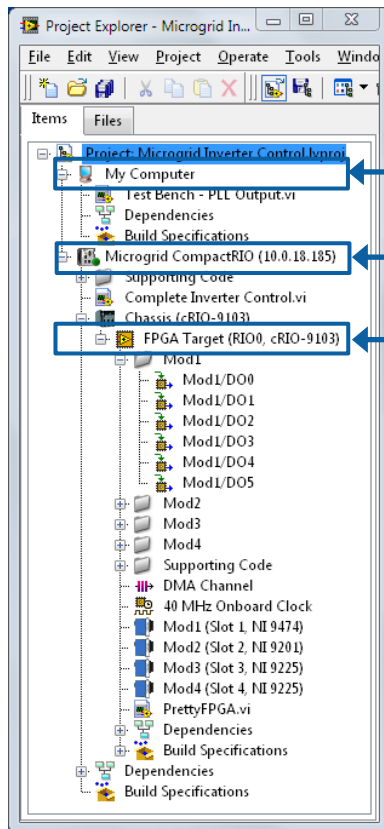 Project Explorer - Microgrid In...
File Edit View Project Operate Tools Windo
Items Files
Project: Microgrid Inverter Control.lvproj
My Computer
Test Bench - PLL Output.vi
Dependencies
Build Specifications
Microgrid CompactRIO (10.0.18.185)
Supporting Code
Complete Inverter Control.vi
Chassis (cRIO-9103)
FPGA Target (RIO0, cRIO-9103)
Mod1
Mod1/DO0
Mod1/DO1
Mod1/DO2
Mod1/DO3
Mod1/DO4
Mod1/DO5
Mod2
Mod3
Mod4
Supporting Code
DMA Channel
40 MHz Onboard Clock
Mod1 (Slot 1, NI 9474)
Mod2 (Slot 2, NI 9201)
Mod3 (Slot 3, NI 9225)
Mod4 (Slot 4, NI 9225)
PrettyFPGA.vi
Dependencies
Build Specifications
Dependencies
Build Specifications